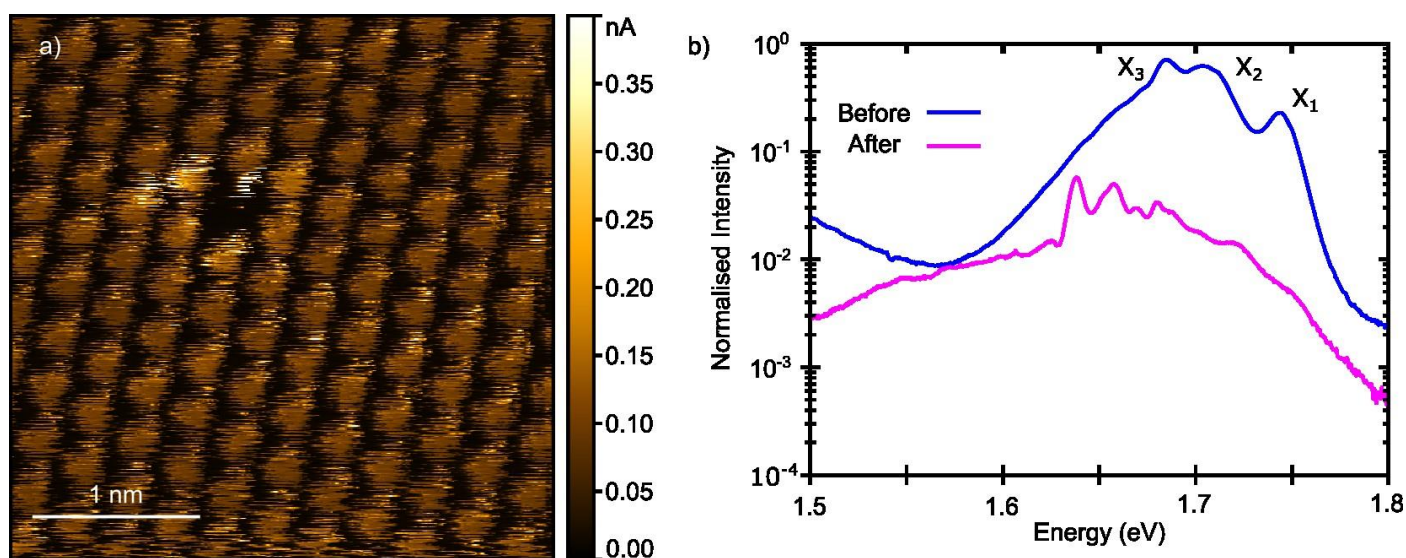 a)
1 nm
nA
0.35
0.30
0.25
0.20
0.15
0.10
0.05
0.00
b)
Normalised Intensity
10⁰
10⁻¹
10⁻²
10⁻³
10⁻⁴
Before
After
X₃
X₂
X₁
1.5
1.6
1.7
1.8
Energy (eV)